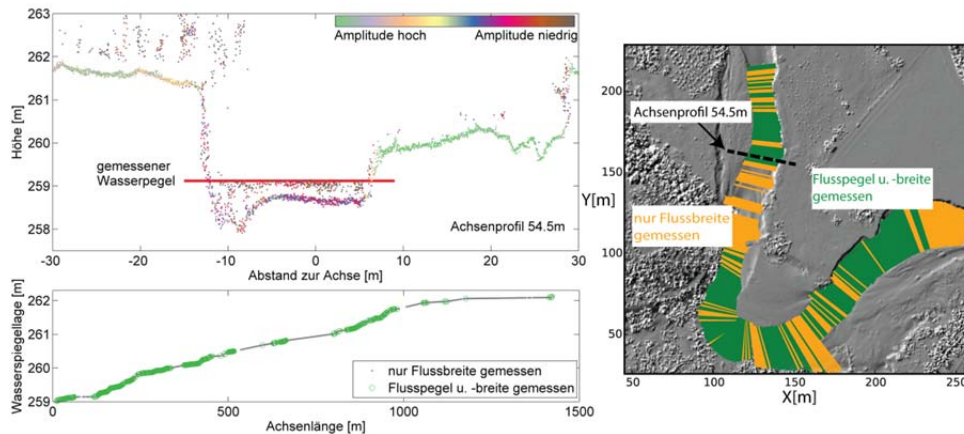 263
262
261
260
259
258
Höhe [m]
Amplitude hoch
Amplitude niedrig
gemessener
Wasserpegel
Achsenprofil 54.5m
-30
-20
-10
0
10
20
30
Abstand zur Achse [m]
262
261
260
259
Wasserspiegellage [m]
nur Flussbreite gemessen
Flusspegel u. -breite gemessen
0
500
1000
1500
Achsenlänge [m]
200
150
100
50
Y[m]
Achsenprofil 54.5m
Flusspegel u. -breite
gemessen
nur Flussbreite
gemessen
50
100
150
200
250
X[m]